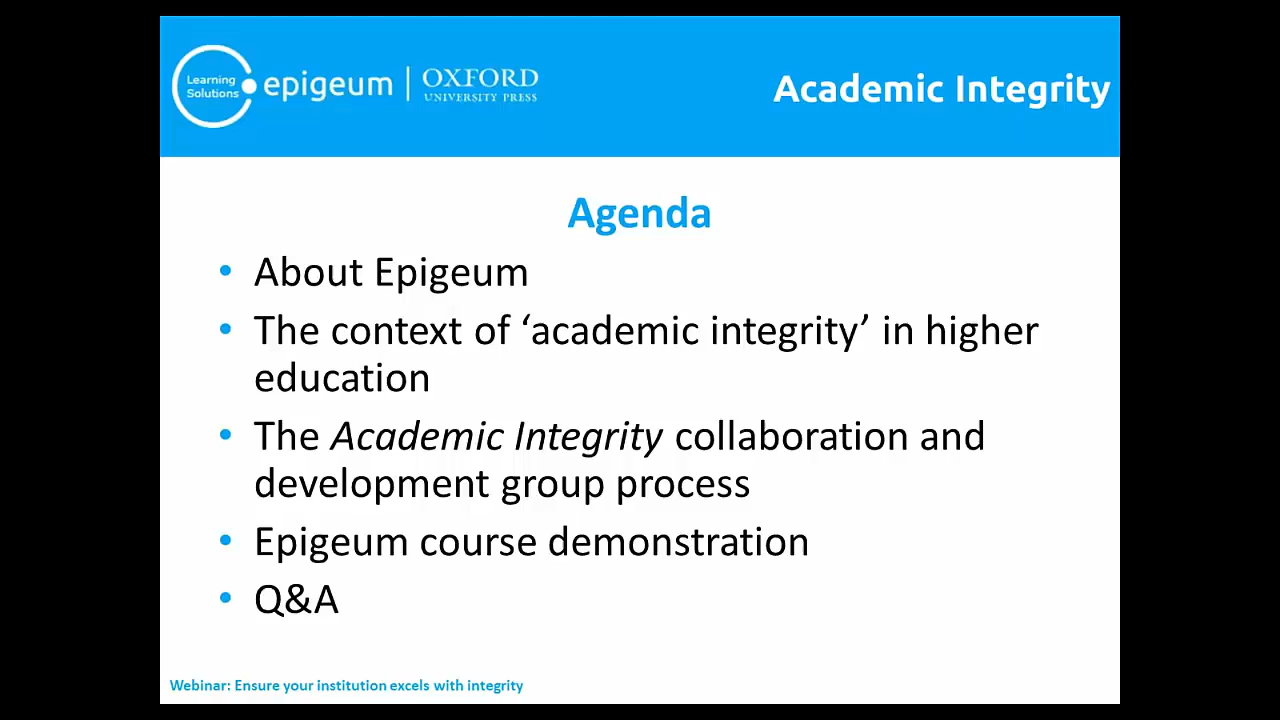 Learning
Solutions
epigeum | OXFORD
UNIVERSITY PRESS
Academic Integrity
Agenda
• About Epigeum
• The context of ‘academic integrity’ in higher
education
• The Academic Integrity collaboration and
development group process
• Epigeum course demonstration
• Q&A
Webinar: Ensure your institution excels with integrity